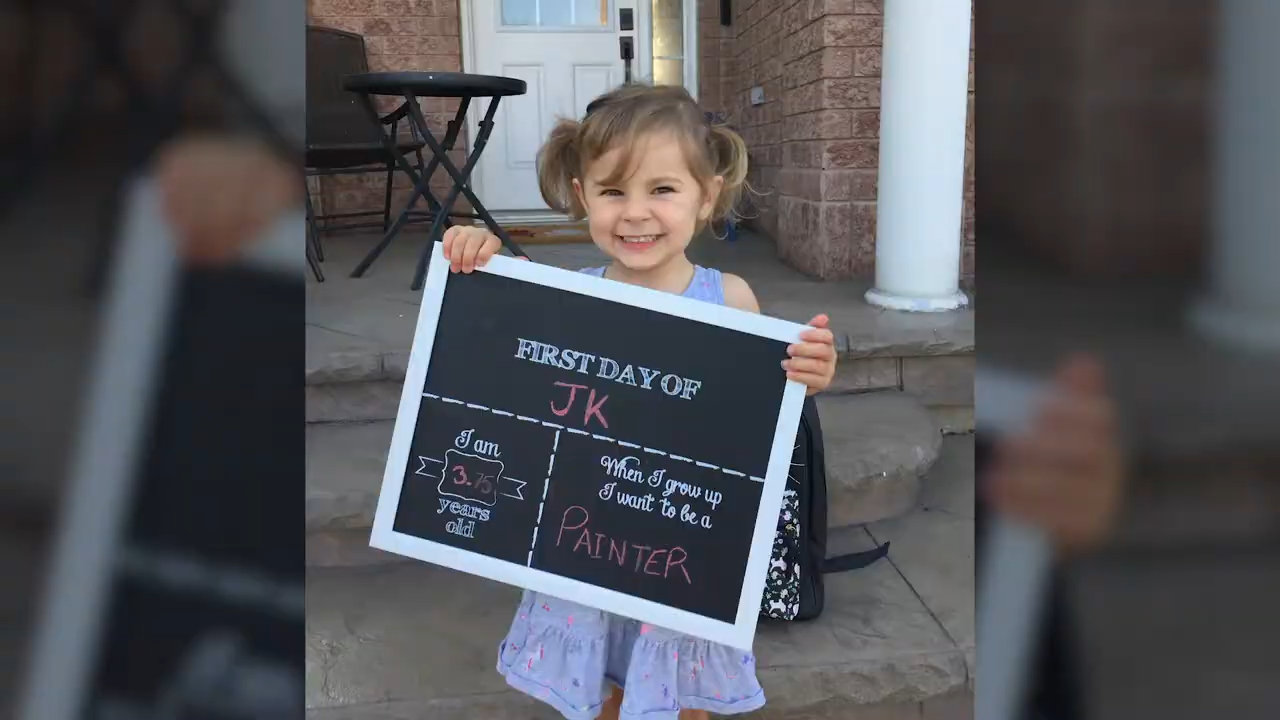 FIRST DAY OF
JK
I am
3.75
years
old
When I grow up
I want to be a
PAINTER